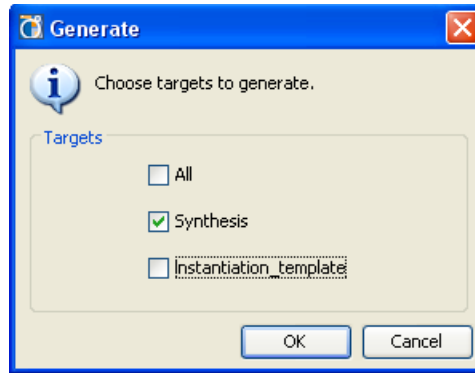 Generate
Choose targets to generate.
Targets
All
Synthesis
Instantiation_template
OK
Cancel